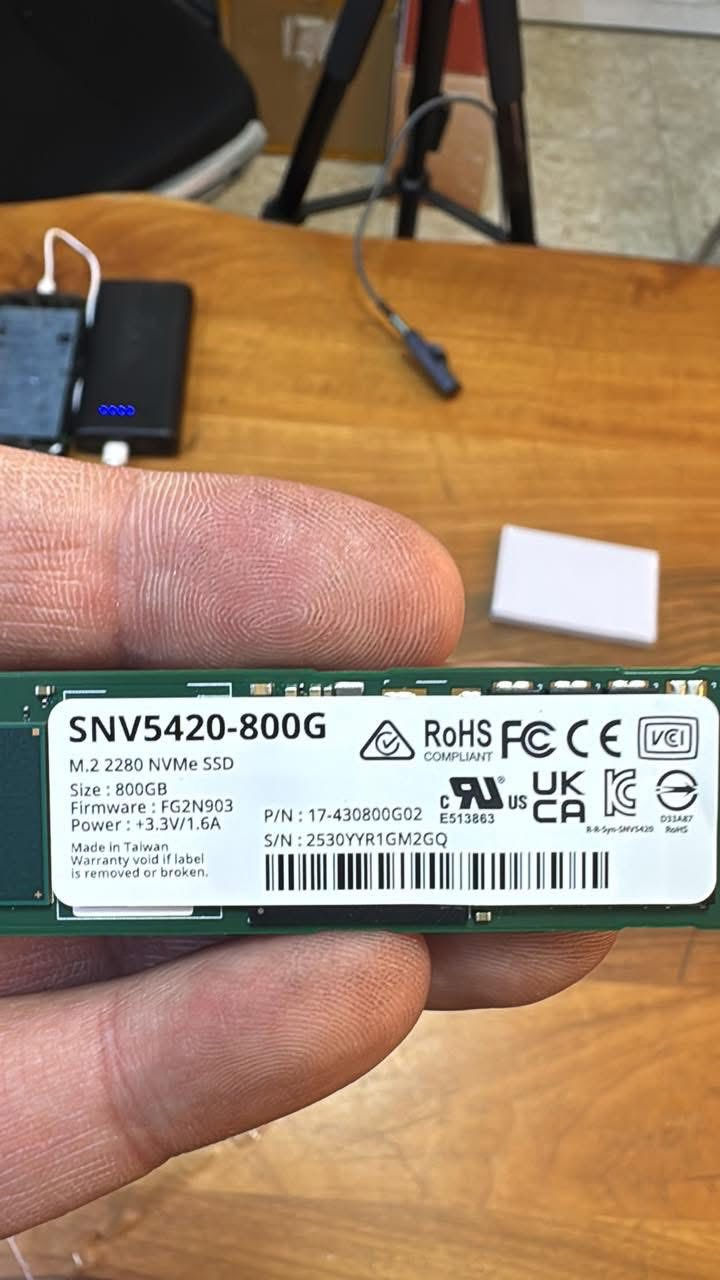 SNV5420-800G
M.2 2280 NVMe SSD
Size : 800GB
Firmware : FG2N903
Power : +3.3V/1.6A
Made in Taiwan
Warranty void if label
is removed or broken.
P/N : 17-430800G02
S/N : 2530YYR1GM2GQ
RoHS
COMPLIANT
FC
CE
VCI
c RU US
E513863
UK
CA
KC
R-R-Syn-SNV5420
D33A87
RoHS